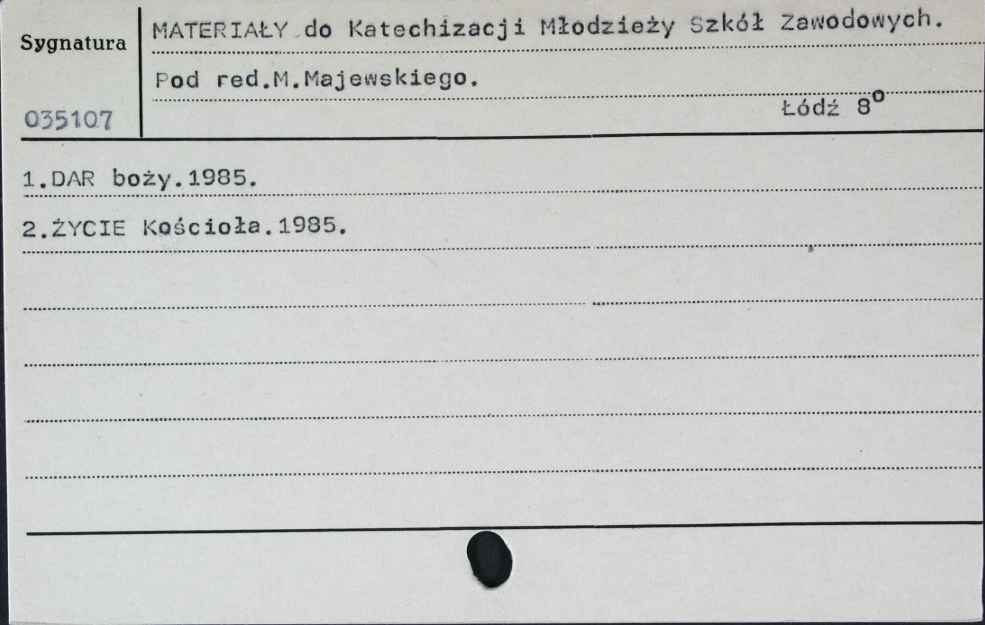 Sygnatura
MATERIAŁY do Katechizacji Młodzieży Szkół Zawodowych.
Pod red.M.Majewskiego.
Łódź 8º
035107
1.DAR boży.1985.
2.ŻYCIE Kościoła.1985.